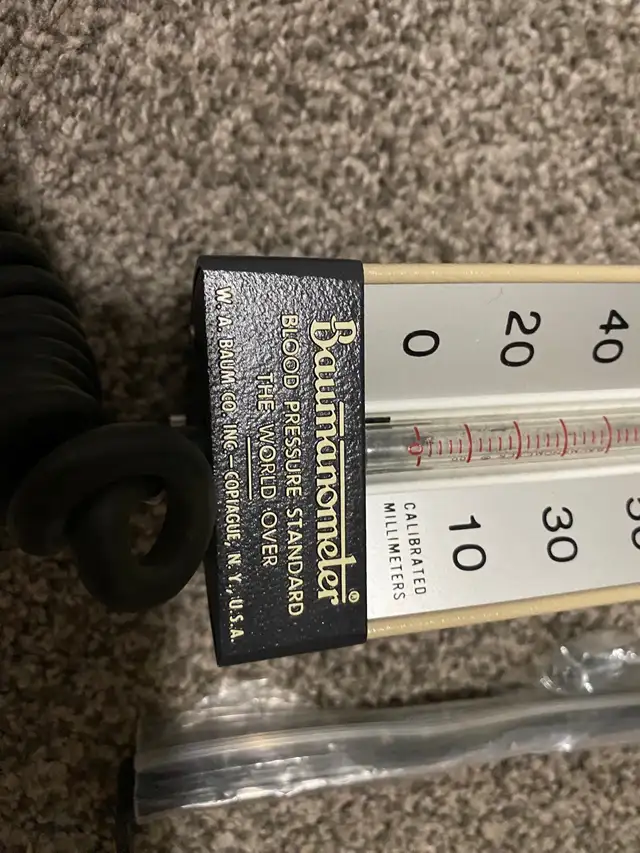 Baumanometer®
BLOOD PRESSURE STANDARD
THE WORLD OVER
W. A. BAUM CO. INC. — COPIAGUE, N. Y., U.S.A.
CALIBRATED
MILLIMETERS
0
10
20
30
40